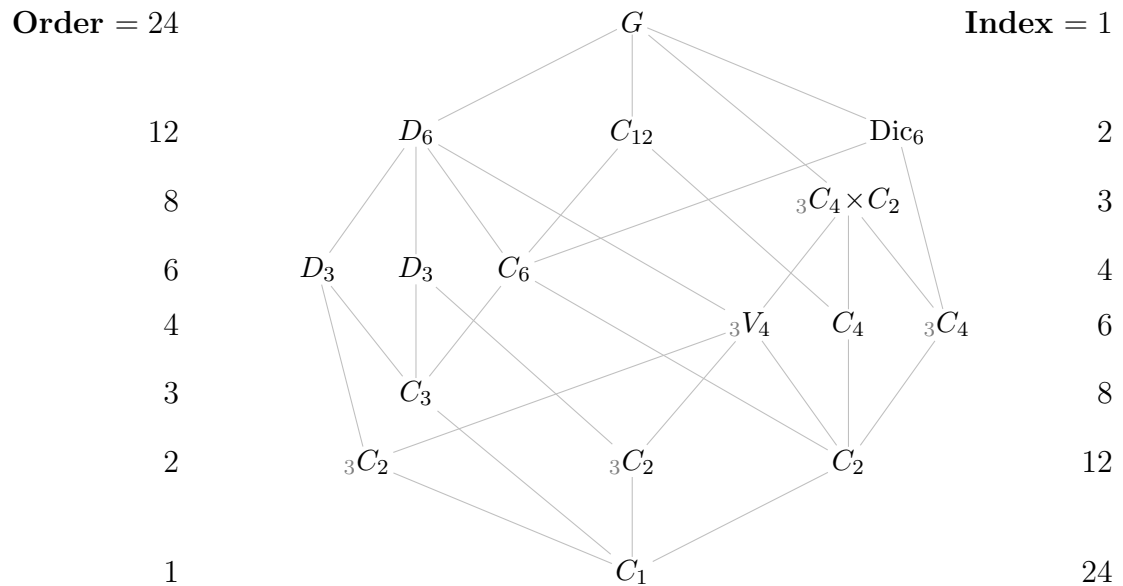 Order = 24 G Index = 1
12 D₆ C₁₂ Dic₆ 2
8 ₃C₄×C₂ 3
6 D₃ D₃ C₆ 4
4 ₃V₄ C₄ ₃C₄ 6
3 C₃ 8
2 ₃C₂ ₃C₂ C₂ 12
1 C₁ 24